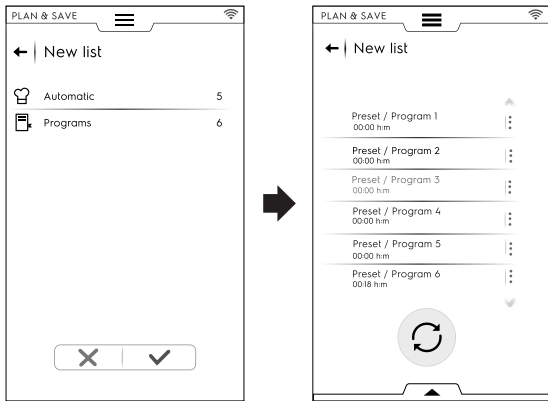 PLAN & SAVE
New list
Automatic 5
Programs 6
PLAN & SAVE
New list
Preset / Program 1
00:00 h:m
Preset / Program 2
00:00 h:m
Preset / Program 3
00:00 h:m
Preset / Program 4
00:00 h:m
Preset / Program 5
00:00 h:m
Preset / Program 6
00:18 h:m